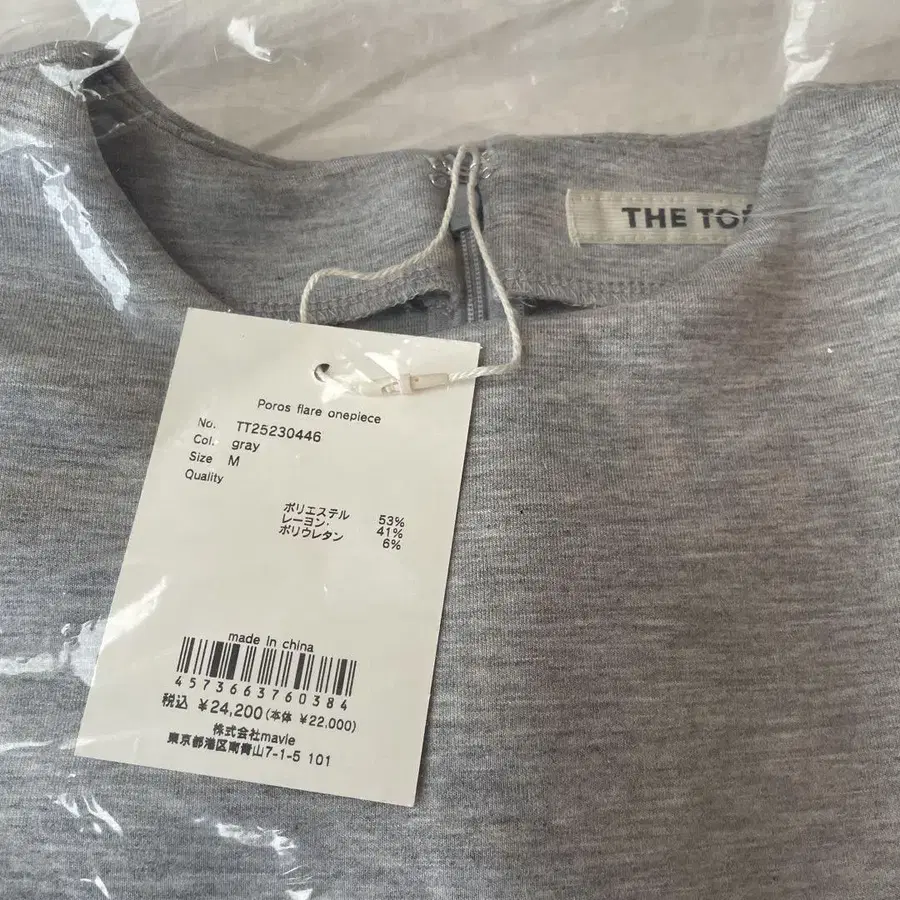 THE
Poros flare onepiece
No. TT25230446
Col. gray
Size M
Quality
ポリエステル 53%
レーヨン・ 41%
ポリウレタン 6%
made in china
4573663760384
税込 ¥24,200(本体 ¥22,000)
株式会社mavie
東京都港区南青山7-1-5 101